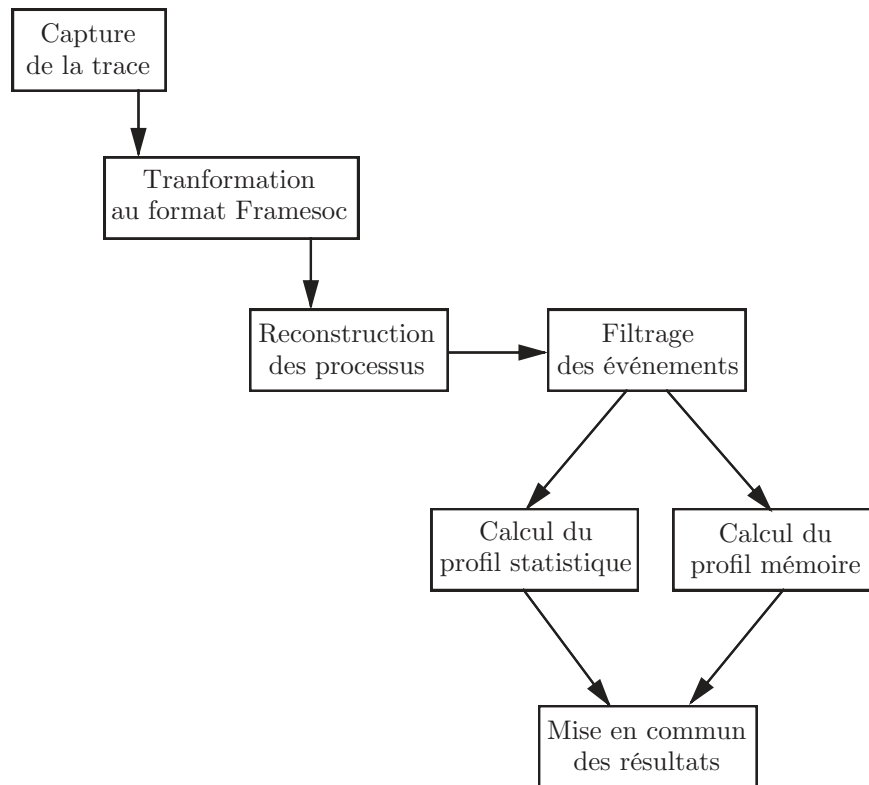 Capture
de la trace
Tranformation
au format Framesoc
Reconstruction
des processus
Filtrage
des événements
Calcul du
profil statistique
Calcul du
profil mémoire
Mise en commun
des résultats